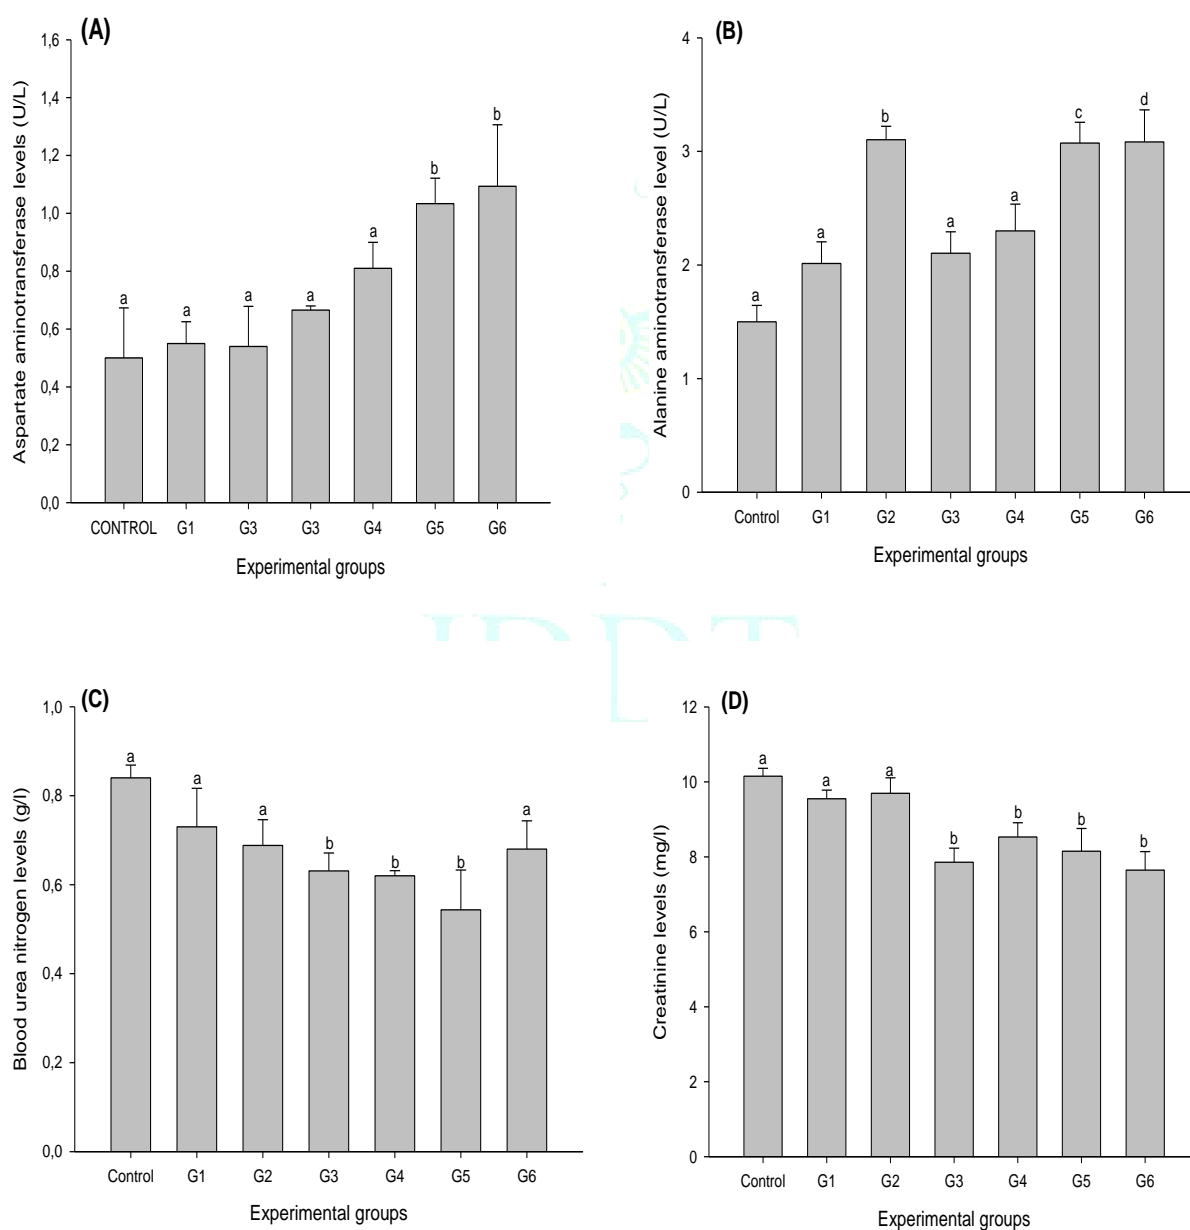 (A)
1,6
1,4
1,2
1,0
0,8
0,6
0,4
0,2
0,0
Aspartate aminotransferase levels (U/L)
a a a a a b b
CONTROL G1 G3 G3 G4 G5 G6
Experimental groups
(B)
4
3
2
1
0
Alanine aminotransferase level (U/L)
a a b a a c d
Control G1 G2 G3 G4 G5 G6
Experimental groups
JDDT
(C)
1,0
0,8
0,6
0,4
0,2
0,0
Blood urea nitrogen levels (g/l)
a a a b b b a
Control G1 G2 G3 G4 G5 G6
Experimental groups
(D)
12
10
8
6
4
2
0
Creatinine levels (mg/l)
a a a b b b b
Control G1 G2 G3 G4 G5 G6
Experimental groups